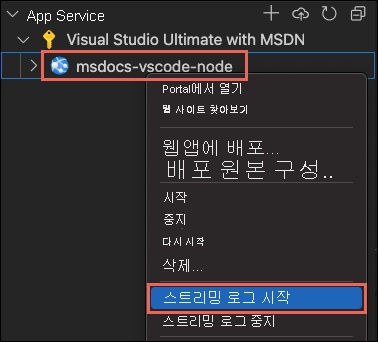 App Service
Visual Studio Ultimate with MSDN
msdocs-vscode-node
Portal에서 열기
웹 사이트 찾아보기
웹앱에 배포...
배포 원본 구성..
시작
중지
다시 시작
삭제...
스트리밍 로그 시작
스트리밍 로그 중지